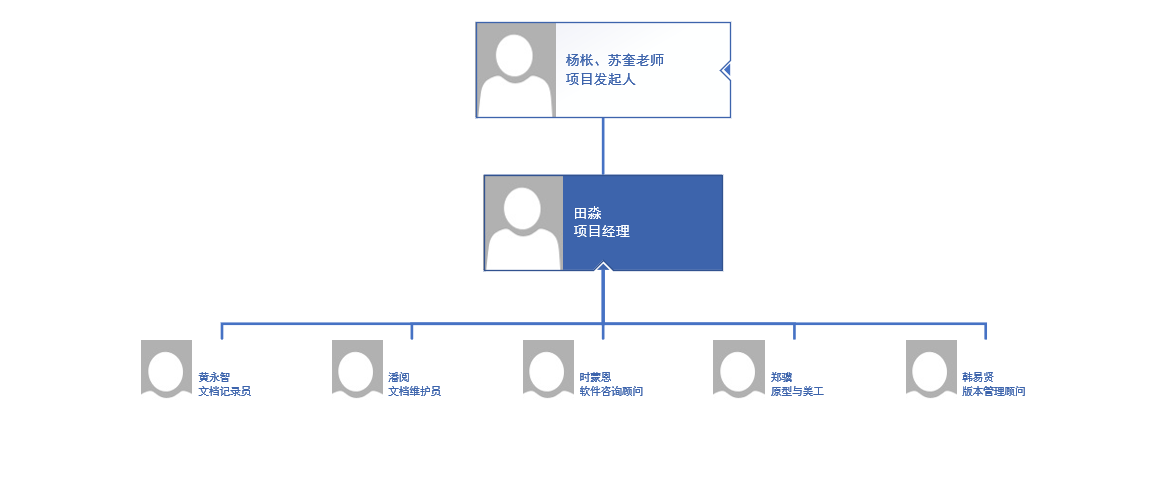 杨枨、苏奎老师
项目发起人
田淼
项目经理
黄永智
文档记录员
潘阅
文档维护员
时蒙恩
软件咨询顾问
郑骥
原型与美工
韩易贤
版本管理顾问